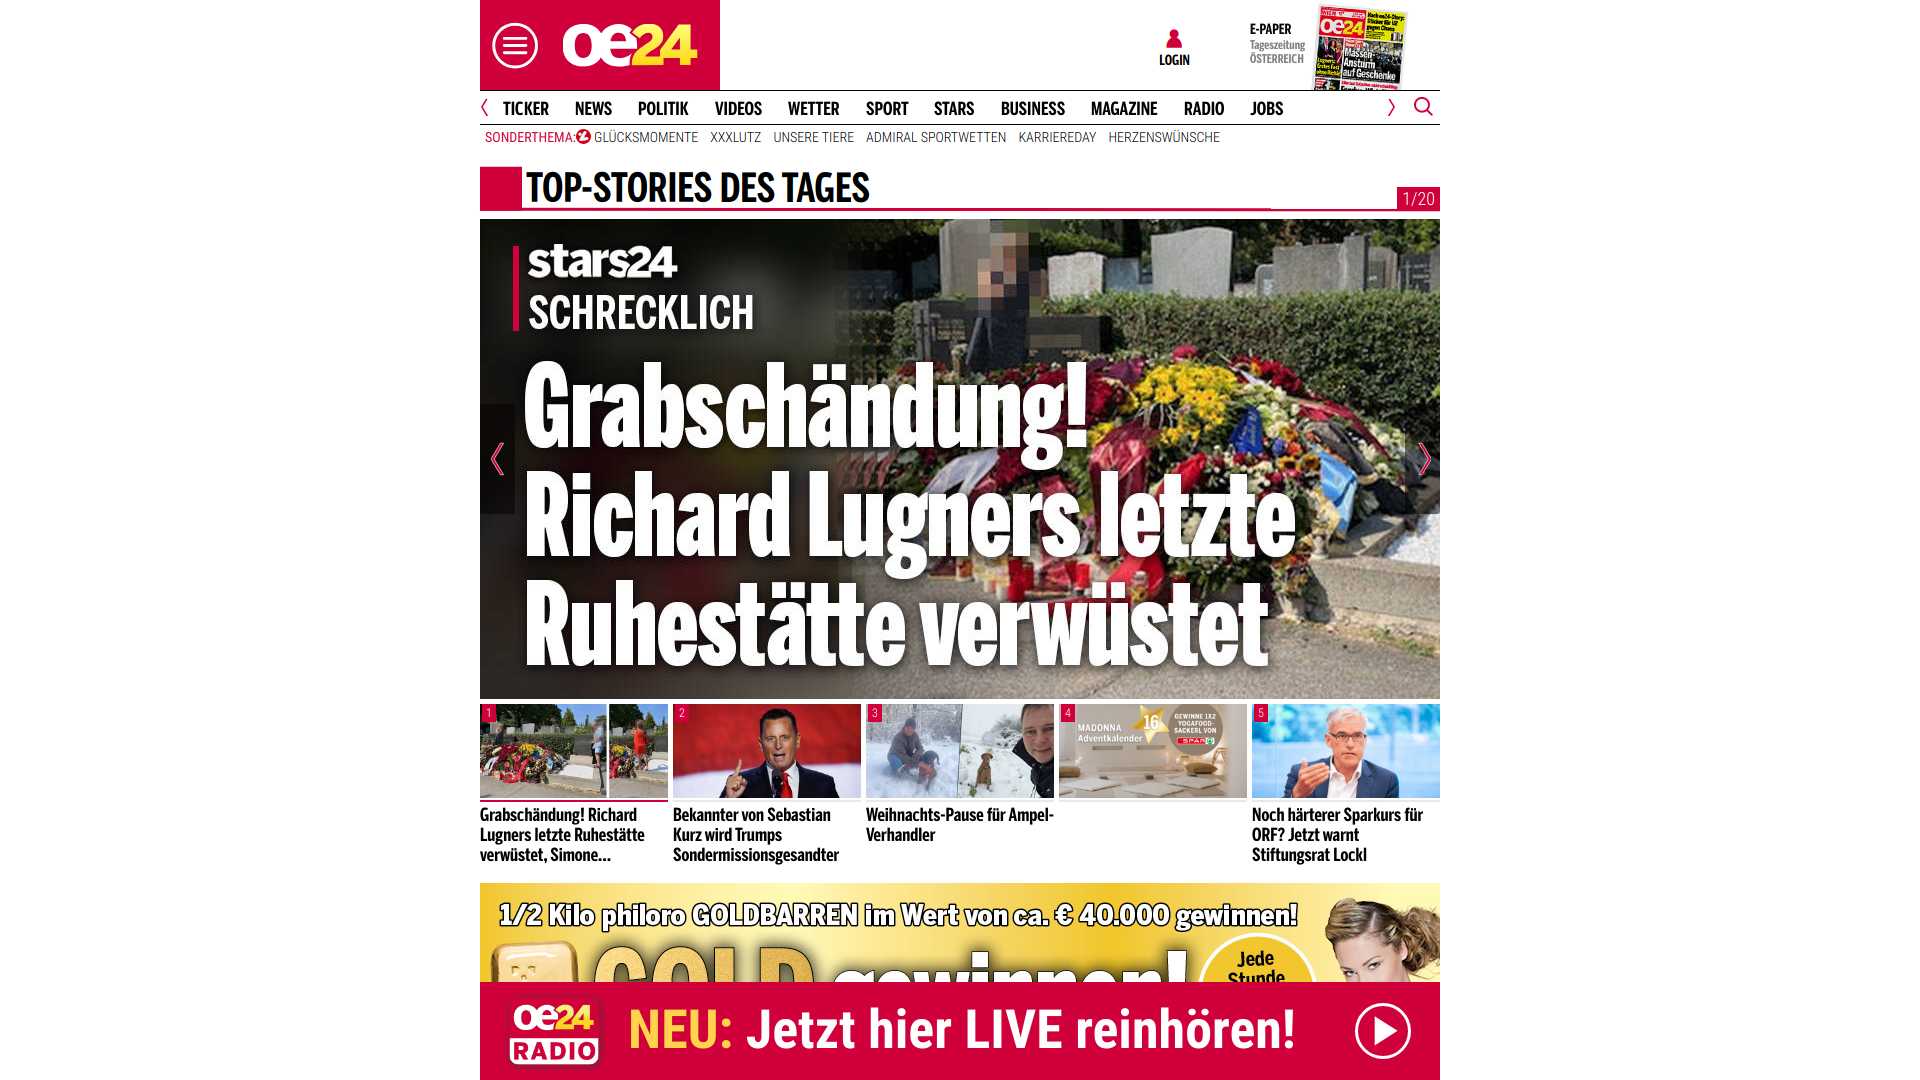 oe24
LOGIN
E-PAPER
Tageszeitung
ÖSTERREICH
oe24
Massen-
Ansturm
auf Geschenke
TICKER NEWS POLITIK VIDEOS WETTER SPORT STARS BUSINESS MAGAZINE RADIO JOBS
SONDERTHEMA: GLÜCKSMOMENTE XXXLUTZ UNSERE TIERE ADMIRAL SPORTWETTEN KARRIEREDAY HERZENSWÜNSCHE
TOP-STORIES DES TAGES
1/20
stars24
SCHRECKLICH
Grabschändung!
Richard Lugners letzte
Ruhestätte verwüstet
1
Grabschändung! Richard
Lugners letzte Ruhestätte
verwüstet, Simone...
2
Bekannter von Sebastian
Kurz wird Trumps
Sondermissionsgesandter
3
Weihnachts-Pause für Ampel-
Verhandler
4
MADONNA
Adventkalender
16
GEWINNE 1X2
YOGAFOOD-
SACKERL VON
SPAR
5
Noch härterer Sparkurs für
ORF? Jetzt warnt
Stiftungsrat Lockl
1/2 Kilo philoro GOLDBARREN im Wert von ca. € 40.000 gewinnen!
GOLD gewinnen!
Jede
Stunde
oe24
RADIO
NEU: Jetzt hier LIVE reinhören!